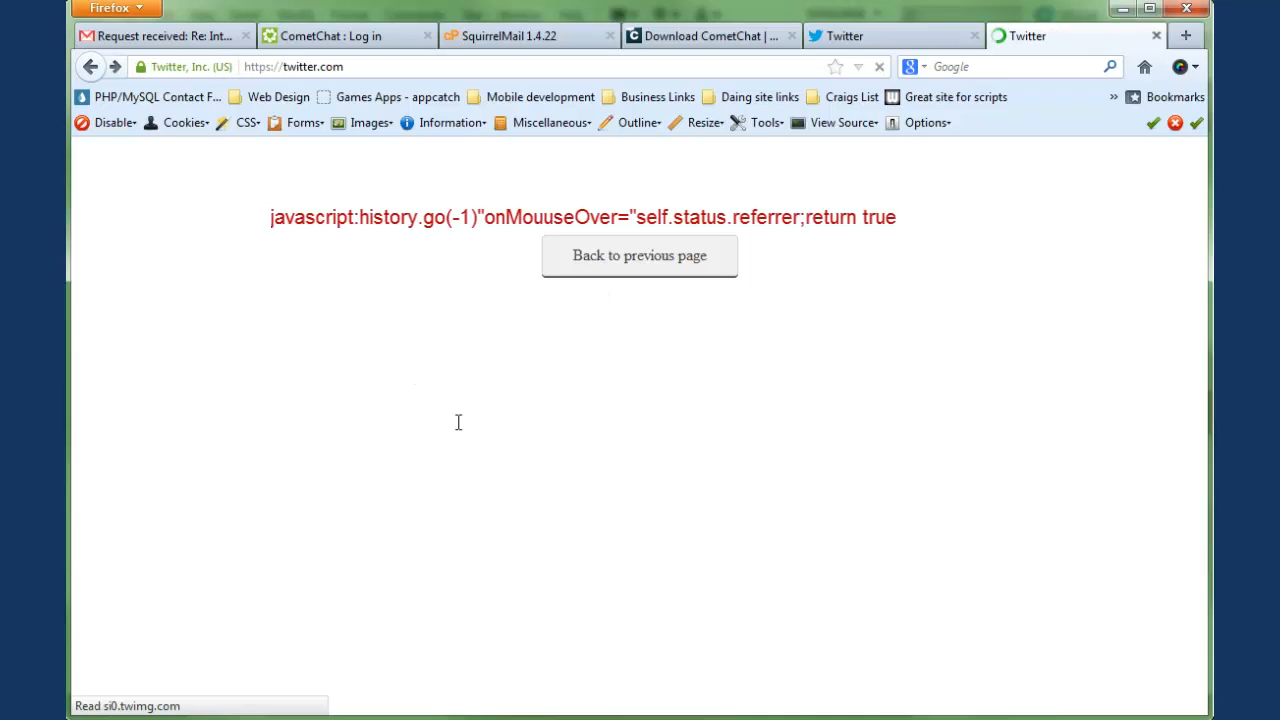 Firefox
Request received: Re: Int...
CometChat : Log in
SquirrelMail 1.4.22
Download CometChat | ...
Twitter
Twitter
Twitter, Inc. (US)
https://twitter.com
Google
PHP/MySQL Contact F...
Web Design
Games Apps - appcatch
Mobile development
Business Links
Daing site links
Craigs List
Great site for scripts
»
Bookmarks
Disable
Cookies
CSS
Forms
Images
Information
Miscellaneous
Outline
Resize
Tools
View Source
Options
javascript:history.go(-1)"onMouuseOver="self.status.referrer;return true
Back to previous page
Read si0.twimg.com